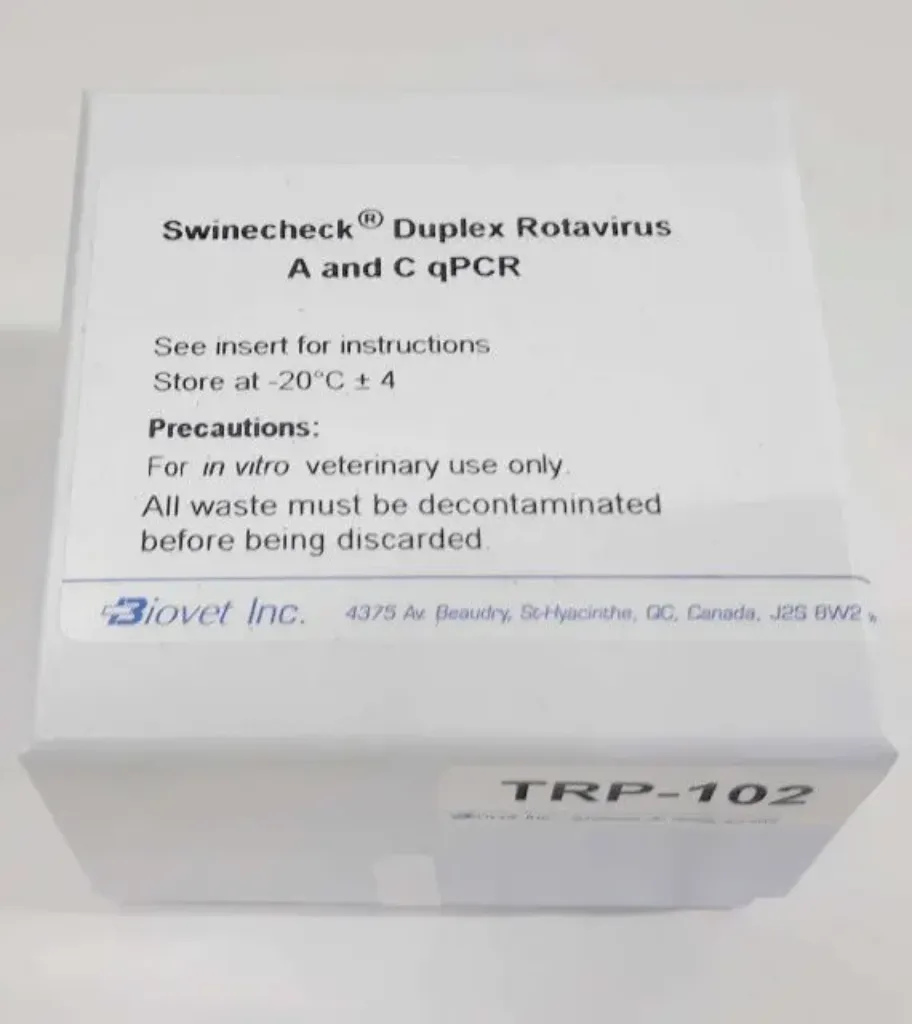 Swinecheck® Duplex Rotavirus
A and C qPCR
See insert for instructions
Store at -20°C ± 4
Precautions:
For in vitro veterinary use only.
All waste must be decontaminated
before being discarded.
Biovet Inc. 4375 Av. Beaudry, St-Hyacinthe, QC, Canada, J2S 8W2
TRP-102